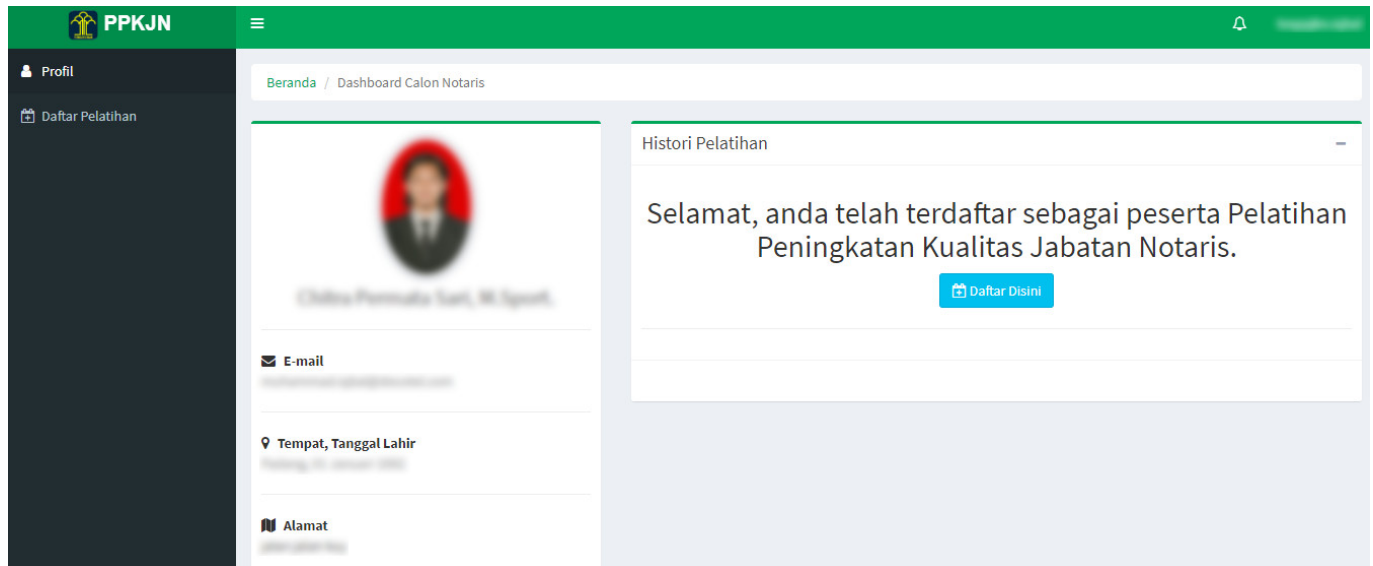 PPKJN
Profil
Daftar Pelatihan
Beranda / Dashboard Calon Notaris
E-mail
Tempat, Tanggal Lahir
Alamat
Histori Pelatihan
Selamat, anda telah terdaftar sebagai peserta Pelatihan
Peningkatan Kualitas Jabatan Notaris.
Daftar Disini